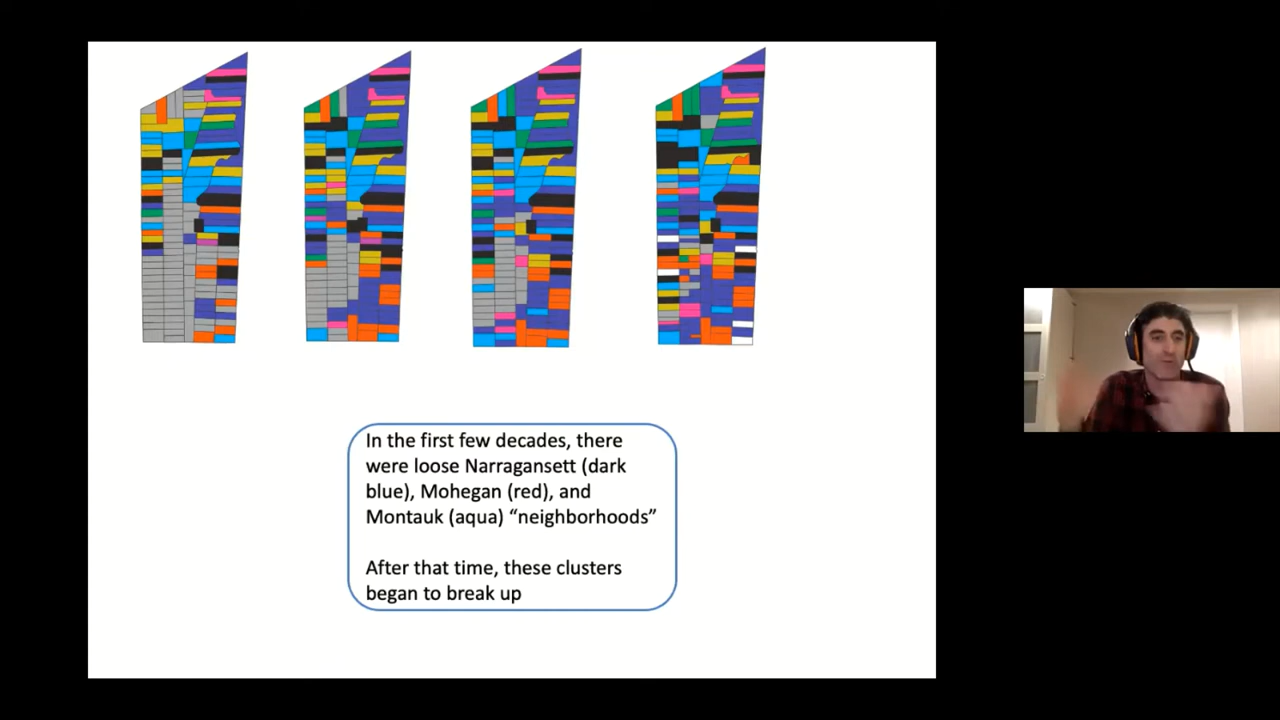 In the first few decades, there
were loose Narragansett (dark
blue), Mohegan (red), and
Montauk (aqua) “neighborhoods”
After that time, these clusters
began to break up